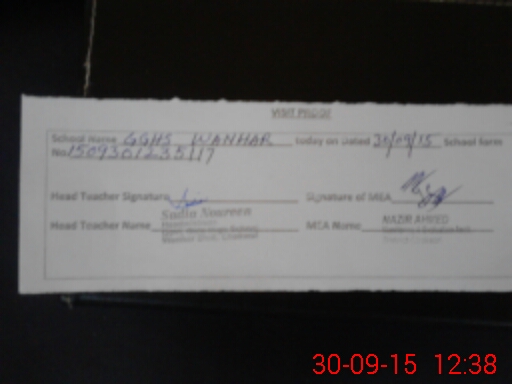 VISIT PROOF
School Name GGHS WANHAR today on Dated 30/09/15 School form
No. 1509301235117
Head Teacher Signature Signature of MEA
Head Teacher Name Sadia Noureen MEA Name NAZIR AHMED
30-09-15 12:38